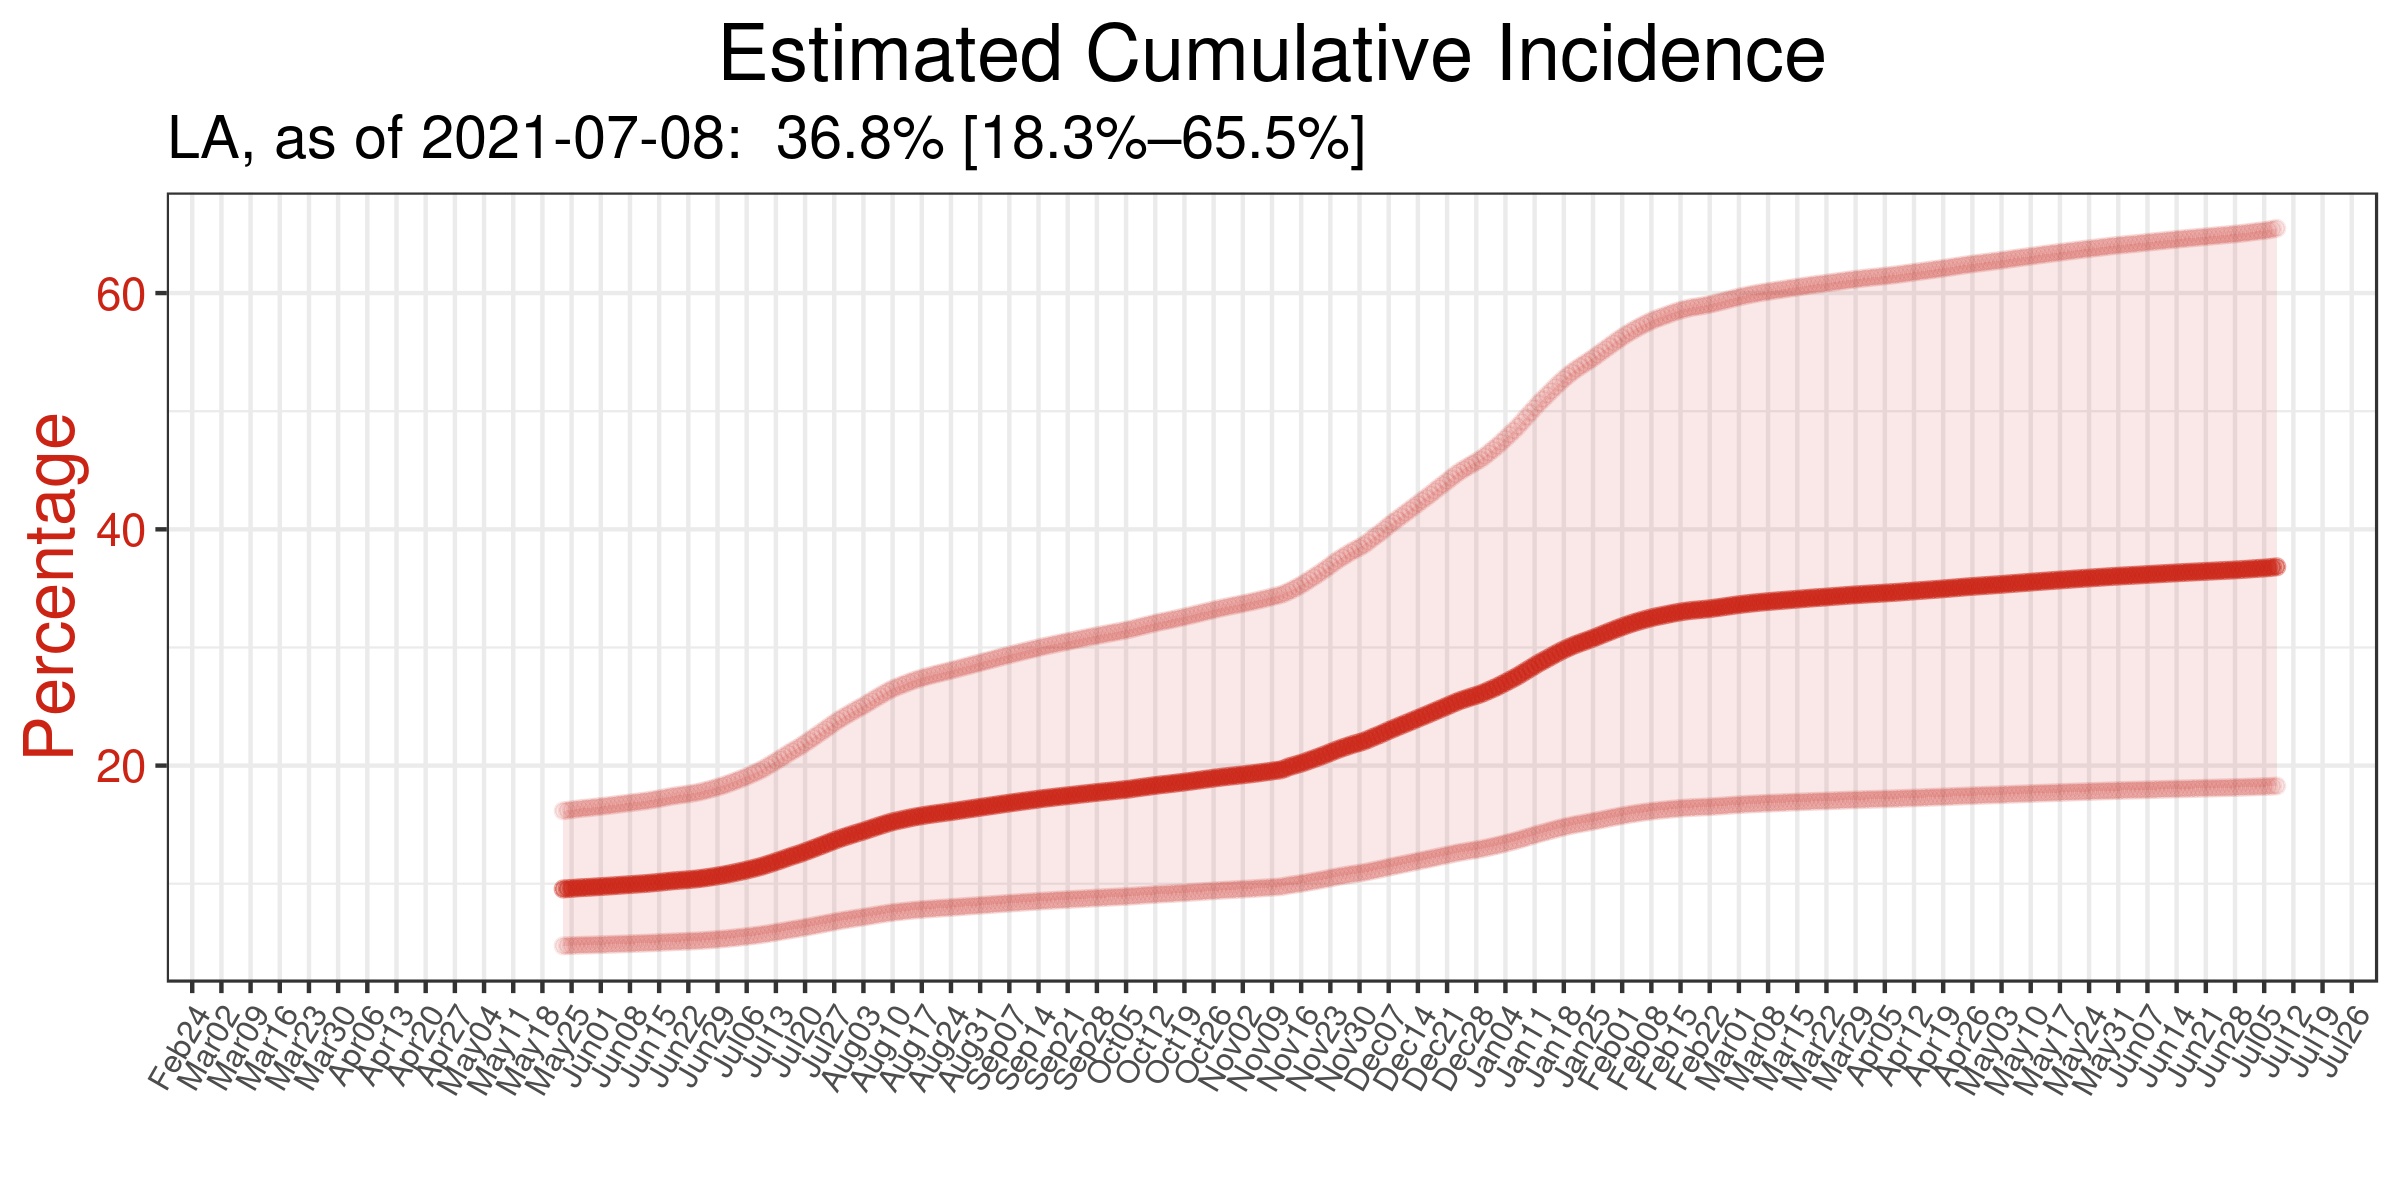 Estimated Cumulative Incidence
LA, as of 2021-07-08:  36.8% [18.3%–65.5%]
Percentage
60
40
20
Feb24
Mar02
Mar09
Mar16
Mar23
Mar30
Apr06
Apr13
Apr20
Apr27
May04
May11
May18
May25
Jun01
Jun08
Jun15
Jun22
Jun29
Jul06
Jul13
Jul20
Jul27
Aug03
Aug10
Aug17
Aug24
Aug31
Sep07
Sep14
Sep21
Sep28
Oct05
Oct12
Oct19
Oct26
Nov02
Nov09
Nov16
Nov23
Nov30
Dec07
Dec14
Dec21
Dec28
Jan04
Jan11
Jan18
Jan25
Feb01
Feb08
Feb15
Feb22
Mar01
Mar08
Mar15
Mar22
Mar29
Apr05
Apr12
Apr19
Apr26
May03
May10
May17
May24
May31
Jun07
Jun14
Jun21
Jun28
Jul05
Jul12
Jul19
Jul26